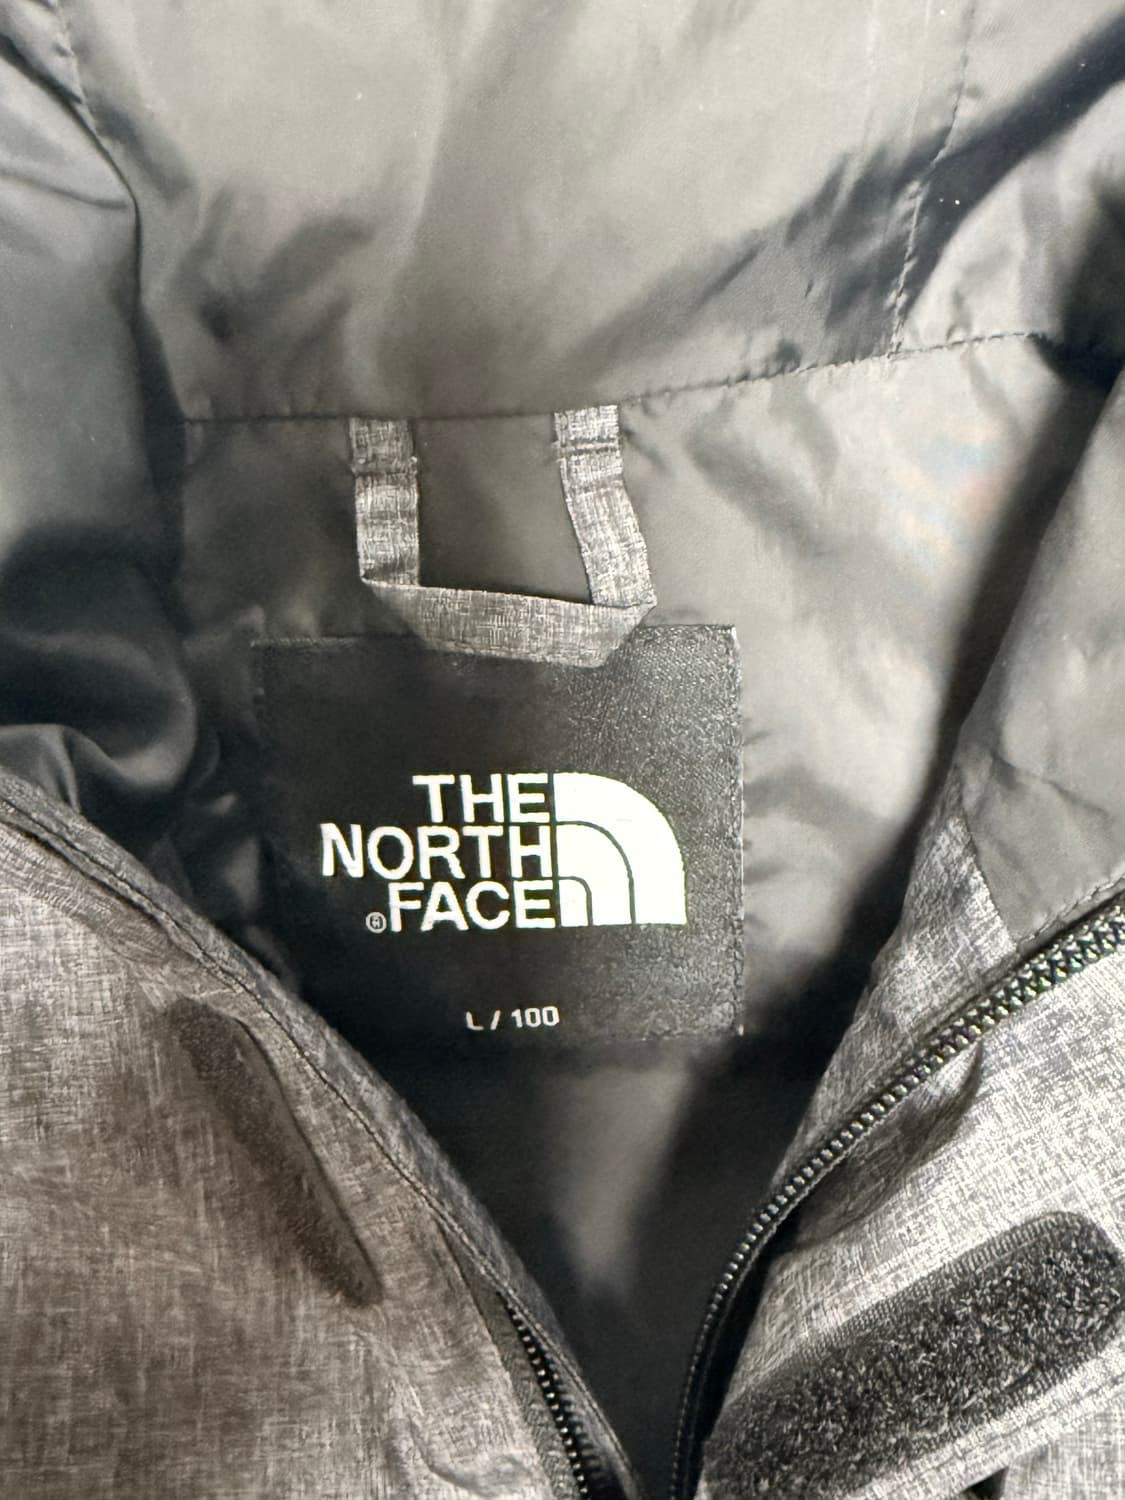 THE
NORTH
®FACE
L / 100